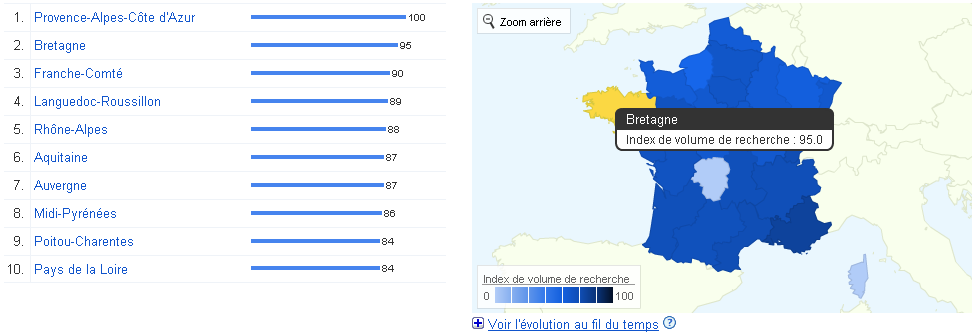 1. Provence-Alpes-Côte d'Azur 100
2. Bretagne 95
3. Franche-Comté 90
4. Languedoc-Roussillon 89
5. Rhône-Alpes 88
6. Aquitaine 87
7. Auvergne 87
8. Midi-Pyrénées 86
9. Poitou-Charentes 84
10. Pays de la Loire 84
Zoom arrière
Bretagne
Index de volume de recherche : 95.0
Index de volume de recherche
0 100
Voir l'évolution au fil du temps ?